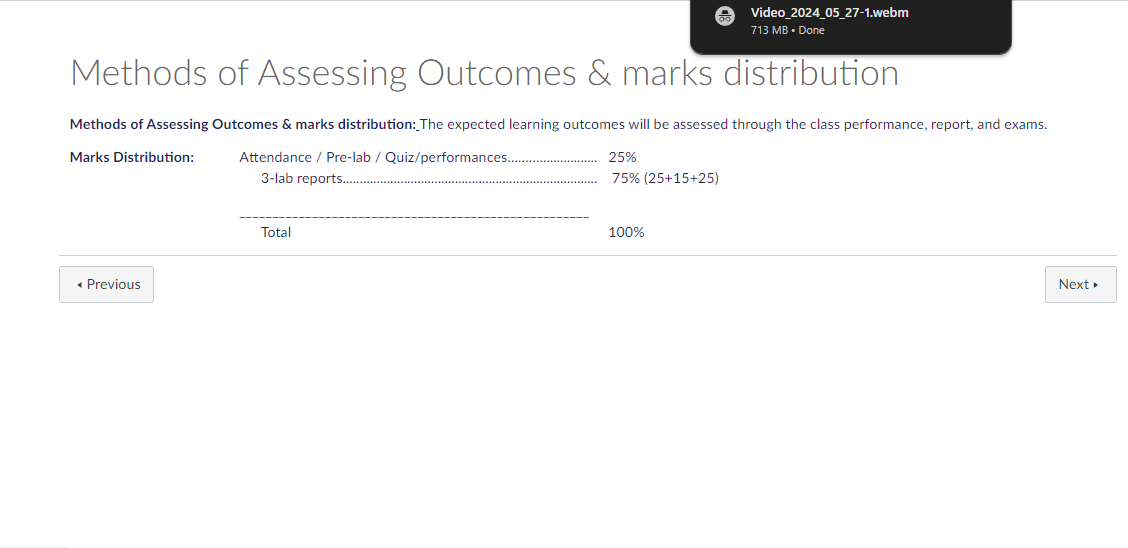 Video_2024_05_27-1.webm
713 MB • Done
Methods of Assessing Outcomes & marks distribution
Methods of Assessing Outcomes & marks distribution: The expected learning outcomes will be assessed through the class performance, report, and exams.
Marks Distribution: Attendance / Pre-lab / Quiz/performances.......................... 25%
3-lab reports........................................................................... 75% (25+15+25)
_____________________________________________________
Total 100%
◂ Previous
Next ▸